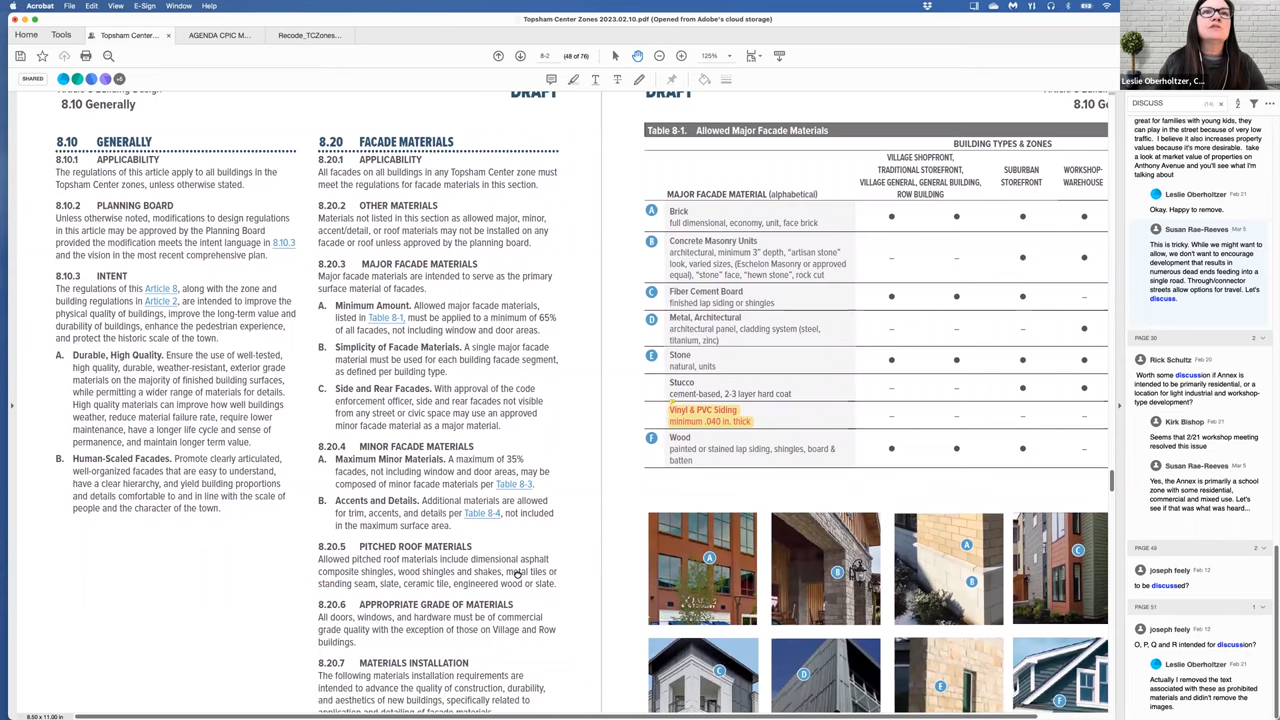 Acrobat File Edit View E-Sign Window Help
Topsham Center Zones 2023.02.10.pdf (Opened from Adobe's cloud storage)
Home Tools Topsham Center... × AGENDA CPIC M... Recode_TCZones...
8-2 (48 of 76) 125%
SHARED
+6
8.10 Generally
DRAFT
8.10 GENERALLY
8.10.1 APPLICABILITY
The regulations of this article apply to all buildings in the
Topsham Center zones, unless otherwise stated.
8.10.2 PLANNING BOARD
Unless otherwise noted, modifications to design regulations
in this article may be approved by the Planning Board
provided the modification meets the intent language in 8.10.3
and the vision in the most recent comprehensive plan.
8.10.3 INTENT
The regulations of this Article 8, along with the zone and
building regulations in Article 2, are intended to improve the
physical quality of buildings, improve the long-term value and
durability of buildings, enhance the pedestrian experience,
and protect the historic scale of the town.
A. Durable, High Quality. Ensure the use of well-tested,
high quality, durable, weather-resistant, exterior grade
materials on the majority of finished building surfaces,
while permitting a wider range of materials for details.
High quality materials can improve how well buildings
weather, reduce material failure rate, require lower
maintenance, have a longer life cycle and sense of
permanence, and maintain longer term value.
B. Human-Scaled Facades. Promote clearly articulated,
well-organized facades that are easy to understand,
have a clear hierarchy, and yield building proportions
and details comfortable to and in line with the scale of
people and the character of the town.
8.20 FACADE MATERIALS
8.20.1 APPLICABILITY
All facades on all buildings in any Topsham Center zone must
meet the regulations for facade materials in this section.
8.20.2 OTHER MATERIALS
Materials not listed in this section as allowed major, minor,
accent/detail, or roof materials may not be installed on any
facade or roof unless approved by the planning board.
8.20.3 MAJOR FACADE MATERIALS
Major facade materials are intended to serve as the primary
surface material of facades.
A. Minimum Amount. Allowed major facade materials,
listed in Table 8-1, must be applied to a minimum of 65%
of all facades, not including window and door areas.
B. Simplicity of Facade Materials. A single major facade
material must be used for each building facade segment,
as defined per building type.
C. Side and Rear Facades. With approval of the code
enforcement officer, side and rear facades not visible
from any street or civic space may use an approved
minor facade material as a major material.
8.20.4 MINOR FACADE MATERIALS
A. Maximum Minor Materials. A maximum of 35%
facades, not including window and door areas, may be
composed of minor facade materials per Table 8-3.
B. Accents and Details. Additional materials are allowed
for trim, accents, and details per Table 8-4, not included
in the maximum surface area.
8.20.5 PITCHED ROOF MATERIALS
Allowed pitched roof materials include dimensional asphalt
composite shingles, wood shingles and shakes, metal tiles or
standing seam, slate, ceramic tile, engineered wood or slate.
8.20.6 APPROPRIATE GRADE OF MATERIALS
All doors, windows, and hardware must be of commercial
grade quality with the exception of those on Village and Row
buildings.
8.20.7 MATERIALS INSTALLATION
The following materials installation requirements are
intended to advance the quality of construction, durability,
and aesthetics of new buildings, specifically related to
application and detailing of materials.
DRAFT
8.10 Ge
Table 8-1. Allowed Major Facade Materials
BUILDING TYPES & ZONES
VILLAGE SHOPFRONT,
TRADITIONAL STOREFRONT,
VILLAGE GENERAL, GENERAL BUILDING,
ROW BUILDING
SUBURBAN
STOREFRONT
WORKSHOP-
WAREHOUSE
MAJOR FACADE MATERIAL (alphabetical)
A Brick
full dimensional, economy, unit, face brick
● ● ● ●
B Concrete Masonry Units
architectural, minimum 3” depth, “artisan stone”
look, varied sizes, (Eschelon Masonry or approved
equal), “stone” face, “hewn stone”, rock cut
– – ● ●
C Fiber Cement Board
finished lap siding or shingles
● ● ● –
D Metal, Architectural
architectural panel, cladding system (steel,
titanium, zinc)
– – – ●
E Stone
natural, units
● ● ● ●
Stucco
cement-based, 2-3 layer hard coat
– – ● ●
Vinyl & PVC Siding
minimum .040 in. thick
– – – –
F Wood
painted or stained lap siding, shingles, board &
batten
● ● ● –
A
B
A
B
C
C
D
F
F
8.50 x 11.00 in
Leslie Oberholtzer, C...
DISCUSS (14) ×
great for families with young kids, they
can play in the street because of very low
traffic. I believe it also increases property
values because it's more desirable. take
a look at market value of properties on
Anthony Avenue and you'll see what I'm
talking about
Leslie Oberholtzer Feb 21
Okay. Happy to remove.
Susan Rae-Reeves Mar 5
This is tricky. While we might want to
allow, we don't want to encourage
development that results in
numerous dead ends feeding into a
single road. Through/connector
streets allow options for travel. Let's
discuss.
PAGE 30 2
Rick Schultz Feb 20
Worth some discussion if Annex is
intended to be primarily residential, or a
location for light industrial and workshop-
type development?
Kirk Bishop Feb 21
Seems that 2/21 workshop meeting
resolved this issue
Susan Rae-Reeves Mar 5
Yes, the Annex is primarily a school
zone with some residential,
commercial and mixed use. Let's
see if that was what was heard...
PAGE 49 2
joseph feely Feb 12
to be discussed?
PAGE 51 1
joseph feely Feb 12
O, P, Q and R intended for discussion?
Leslie Oberholtzer Feb 21
Actually I removed the text
associated with these as prohibited
materials and didn't remove the
images.